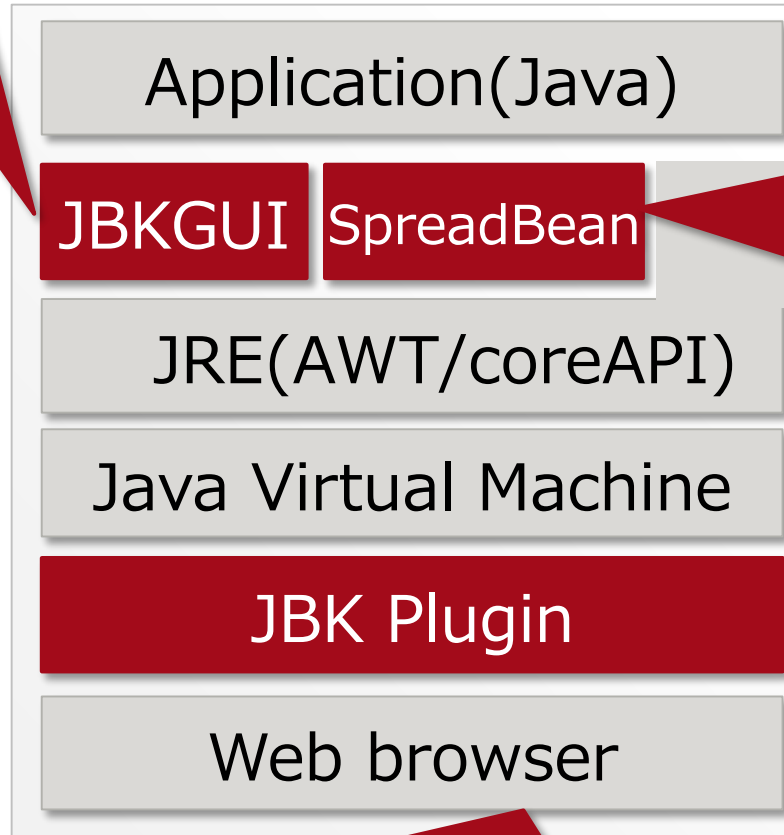 Application(Java)
JBKGUI SpreadBean
JRE(AWT/coreAPI)
Java Virtual Machine
JBK Plugin
Web browser